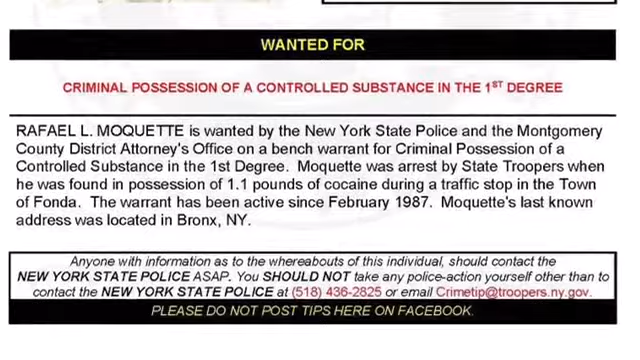 WANTED FOR
CRIMINAL POSSESSION OF A CONTROLLED SUBSTANCE IN THE 1ST DEGREE
RAFAEL L. MOQUETTE is wanted by the New York State Police and the Montgomery
County District Attorney's Office on a bench warrant for Criminal Possession of a
Controlled Substance in the 1st Degree.  Moquette was arrest by State Troopers when
he was found in possession of 1.1 pounds of cocaine during a traffic stop in the Town
of Fonda.  The warrant has been active since February 1987.  Moquette's last known
address was located in Bronx, NY.
Anyone with information as to the whereabouts of this individual, should contact the
NEW YORK STATE POLICE ASAP. You SHOULD NOT take any police-action yourself other than to
contact the NEW YORK STATE POLICE at (518) 436-2825 or email Crimetip@troopers.ny.gov.
PLEASE DO NOT POST TIPS HERE ON FACEBOOK.